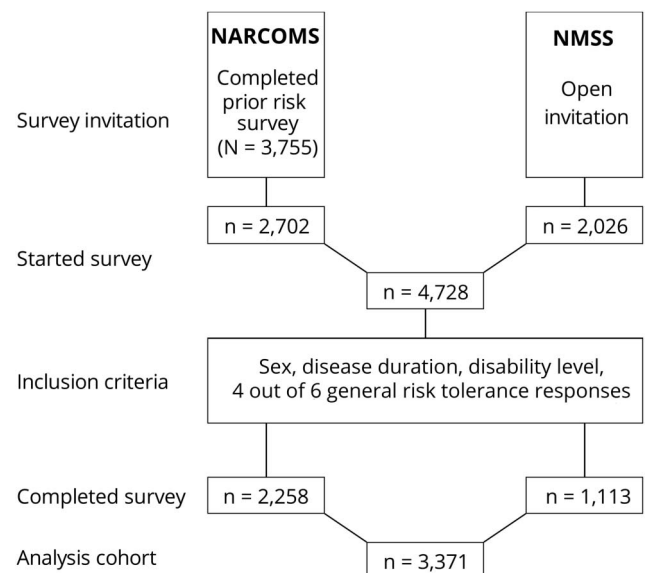 NARCOMS
Completed
prior risk
survey
(N = 3,755)
NMSS
Open
invitation
Survey invitation
n = 2,702
n = 2,026
Started survey
n = 4,728
Inclusion criteria
Sex, disease duration, disability level,
4 out of 6 general risk tolerance responses
Completed survey
n = 2,258
n = 1,113
Analysis cohort
n = 3,371